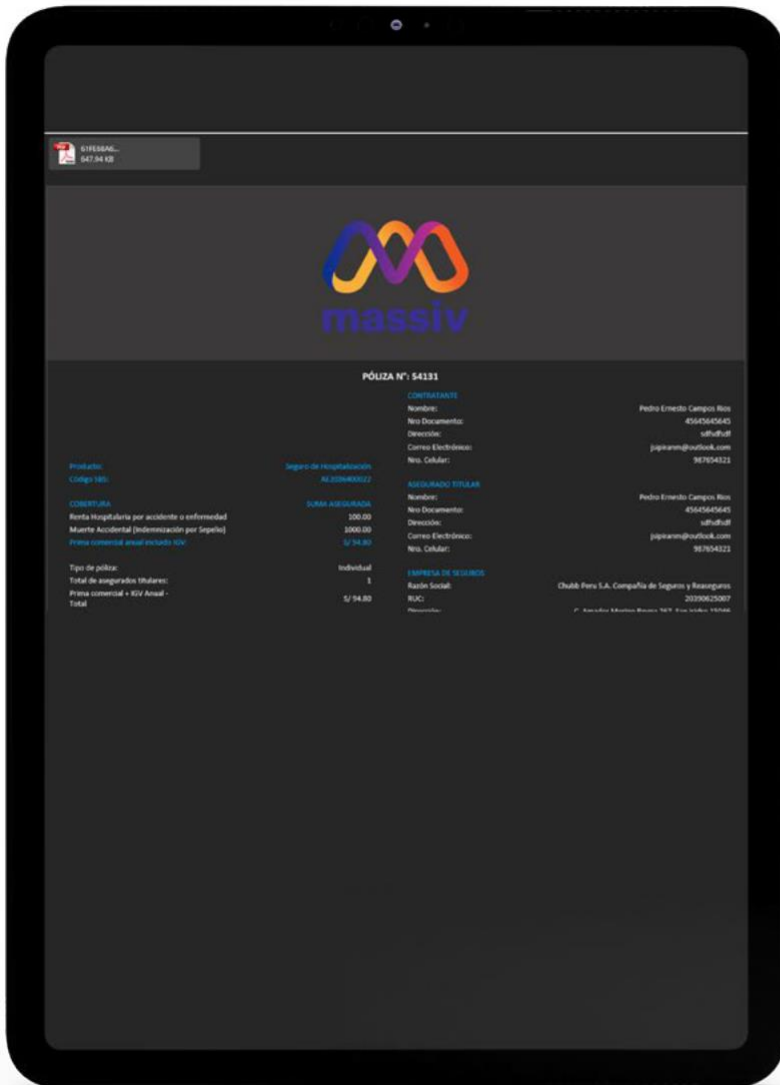 61FE68A6...
647.94 KB
massiv
PÓLIZA N°: 54131
Producto: Seguro de Hospitalización
Código SBS:
COBERTURA SUMA ASEGURADA
Renta Hospitalaria por accidente o enfermedad 100.00
Muerte Accidental (Indemnización por Sepelio) 1000.00
Prima comercial anual incluido IGV: S/ 94.80
Tipo de póliza: Individual
Total de asegurados titulares: 1
Prima comercial + IGV Anual -
Total S/ 94.80
CONTRATANTE
Nombre: Pedro Ernesto Campos Rios
Nro Documento: 45645645645
Dirección: sdfsdfsdf
Correo Electrónico: jsipiranm@outlook.com
Nro. Celular: 987654321
ASEGURADO TITULAR
Nombre: Pedro Ernesto Campos Rios
Nro Documento: 45645645645
Dirección: sdfsdfsdf
Correo Electrónico: jsipiranm@outlook.com
Nro. Celular: 987654321
EMPRESA DE SEGUROS
Razón Social: Chubb Peru S.A. Compañía de Seguros y Reaseguros
RUC: 20390625007
Dirección: